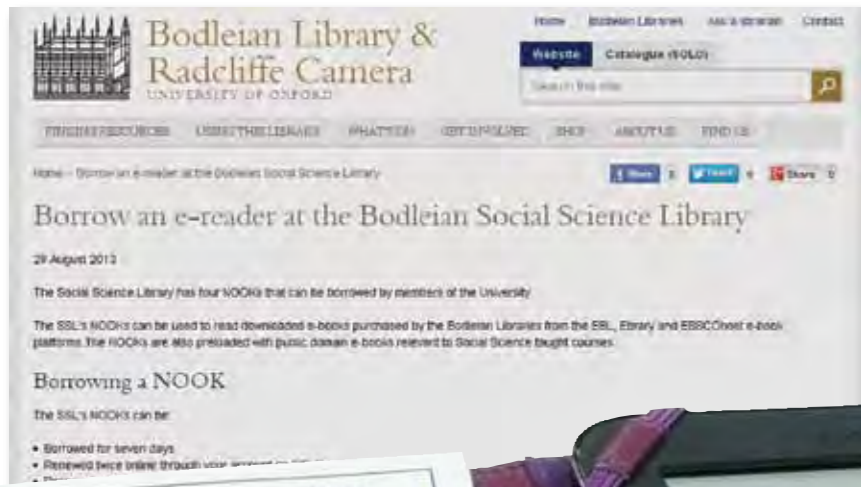 Bodleian Library &
Radcliffe Camera
UNIVERSITY OF OXFORD
Home Bodleian Libraries Ask a librarian Contact
Website Catalogue (SOLO)
Search this site
FINDING RESOURCES USING THE LIBRARY WHAT'S ON GET INVOLVED SHOP ABOUT US FIND US
Home » Borrow an e-reader at the Bodleian Social Science Library
Share 0 Tweet Share 0
Borrow an e-reader at the Bodleian Social Science Library
29 August 2013
The Social Science Library has four NOOKs that can be borrowed by members of the University
The SSL's NOOKs can be used to read downloaded e-books purchased by the Bodleian Libraries from the EBL, Ebrary and EBSCOhost e-book
platforms. The NOOKs are also preloaded with public domain e-books relevant to Social Science taught courses.
Borrowing a NOOK
The SSL's NOOKs can be:
• Borrowed for seven days
• Renewed twice online through your account